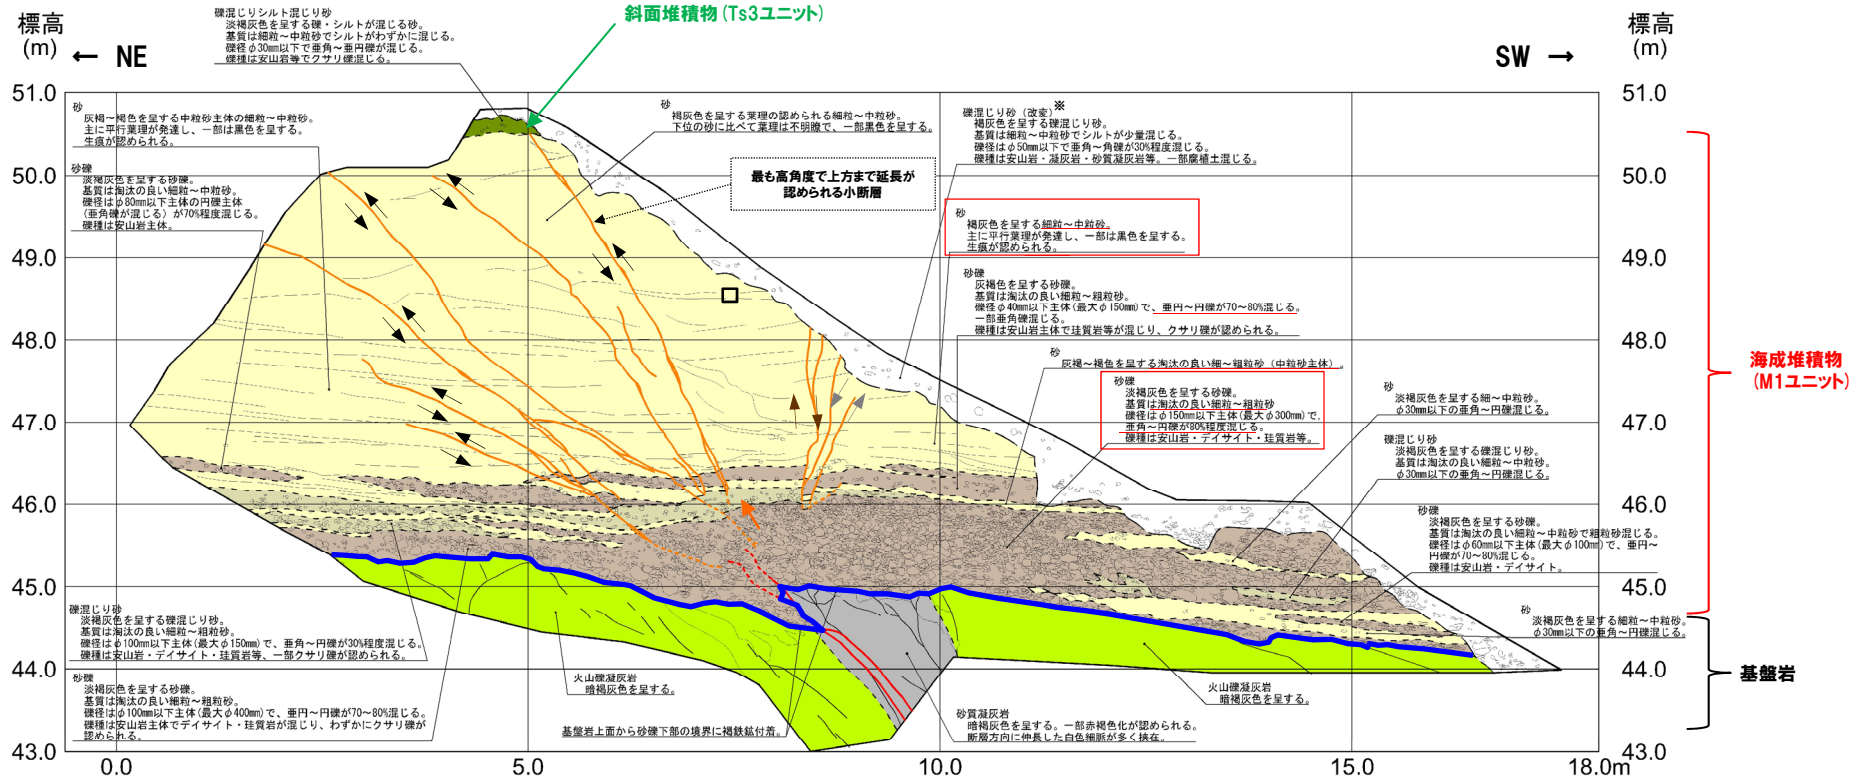 標高
(m)
← NE
礫混じりシルト混じり砂
淡褐灰色を呈する礫・シルトが混じる砂。
基質は細粒～中粒砂でシルトがわずかに混じる。
礫径φ30mm以下で亜角～亜円礫が混じる。
礫種は安山岩等でクサリ礫混じる。
斜面堆積物(Ts3ユニット)
SW →
標高
(m)
51.0
50.0
49.0
48.0
47.0
46.0
45.0
44.0
43.0
砂
灰褐～褐色を呈する中粒砂主体の細粒～中粒砂。
主に平行葉理が発達し、一部は黒色を呈する。
生痕が認められる。
砂礫
淡褐灰色を呈する砂礫。
基質は淘汰の良い細粒～中粒砂。
礫径はφ80mm以下主体の円礫主体
(亜角礫が混じる)が70%程度混じる。
礫種は安山岩主体。
砂
褐灰色を呈する葉理の認められる細粒～中粒砂。
下位の砂に比べて葉理は不明瞭で、一部黒色を呈する。
最も高角度で上方まで延長が
認められる小断層
礫混じり砂(改変)※
褐灰色を呈する礫混じり砂。
基質は細粒～中粒砂でシルトが少量混じる。
礫径はφ50mm以下で亜角～角礫が30%程度混じる。
礫種は安山岩・凝灰岩・砂質凝灰岩等。一部腐植土混じる。
砂
褐灰色を呈する細粒～中粒砂。
主に平行葉理が発達し、一部は黒色を呈する。
生痕が認められる。
砂礫
灰褐色を呈する砂礫。
基質は淘汰の良い細粒～粗粒砂。
礫径φ40mm以下主体(最大φ150mm)で、亜円～円礫が70～80%混じる。
一部亜角礫混じる。
礫種は安山岩主体で珪質岩等が混じり、クサリ礫が認められる。
砂
灰褐～褐色を呈する淘汰の良い細～粗粒砂(中粒砂主体)。
砂礫
淡褐灰色を呈する砂礫。
基質は淘汰の良い細粒～粗粒砂
礫径はφ150mm以下主体(最大φ300mm)で、
亜角～円礫が80%程度混じる。
礫種は安山岩・デイサイト・珪質岩等。
砂
淡褐灰色を呈する細～中粒砂。
φ30mm以下の亜角～円礫混じる。
礫混じり砂
淡褐灰色を呈する礫混じり砂。
基質は淘汰の良い細粒～中粒砂。
φ30mm以下の亜角～円礫混じる。
砂礫
淡褐灰色を呈する砂礫。
基質は淘汰の良い細粒～中粒砂で粗粒砂混じる。
礫径はφ60mm以下主体(最大φ100mm)で、亜円～
円礫が70～80%混じる。
礫種は安山岩・デイサイト。
砂
淡褐灰色を呈する細粒～中粒砂。
φ30mm以下の亜角～円礫混じる。
礫混じり砂
淡褐灰色を呈する礫混じり砂。
基質は淘汰の良い細粒～粗粒砂。
礫径はφ100mm以下主体(最大φ150mm)で、亜角～円礫が30%程度混じる。
礫種は安山岩・デイサイト・珪質岩等、一部クサリ礫が認められる。
砂礫
淡褐灰色を呈する砂礫。
基質は淘汰の良い細粒～粗粒砂。
礫径はφ100mm以下主体(最大φ400mm)で、亜円～円礫が70～80%混じる。
礫種は安山岩主体でデイサイト・珪質岩が混じり、わずかにクサリ礫が
認められる。
火山礫凝灰岩
暗褐灰色を呈する。
基盤岩上面から砂礫下部の境界に褐鉄鉱付着。
砂質凝灰岩
暗褐灰色を呈する。一部赤褐色化が認められる。
断層方向に伸長した白色細脈が多く挟在。
火山礫凝灰岩
暗褐灰色を呈する。
51.0
50.0
49.0
48.0
47.0
46.0
45.0
44.0
43.0
海成堆積物
(M1ユニット)
基盤岩
0.0
5.0
10.0
15.0
18.0m